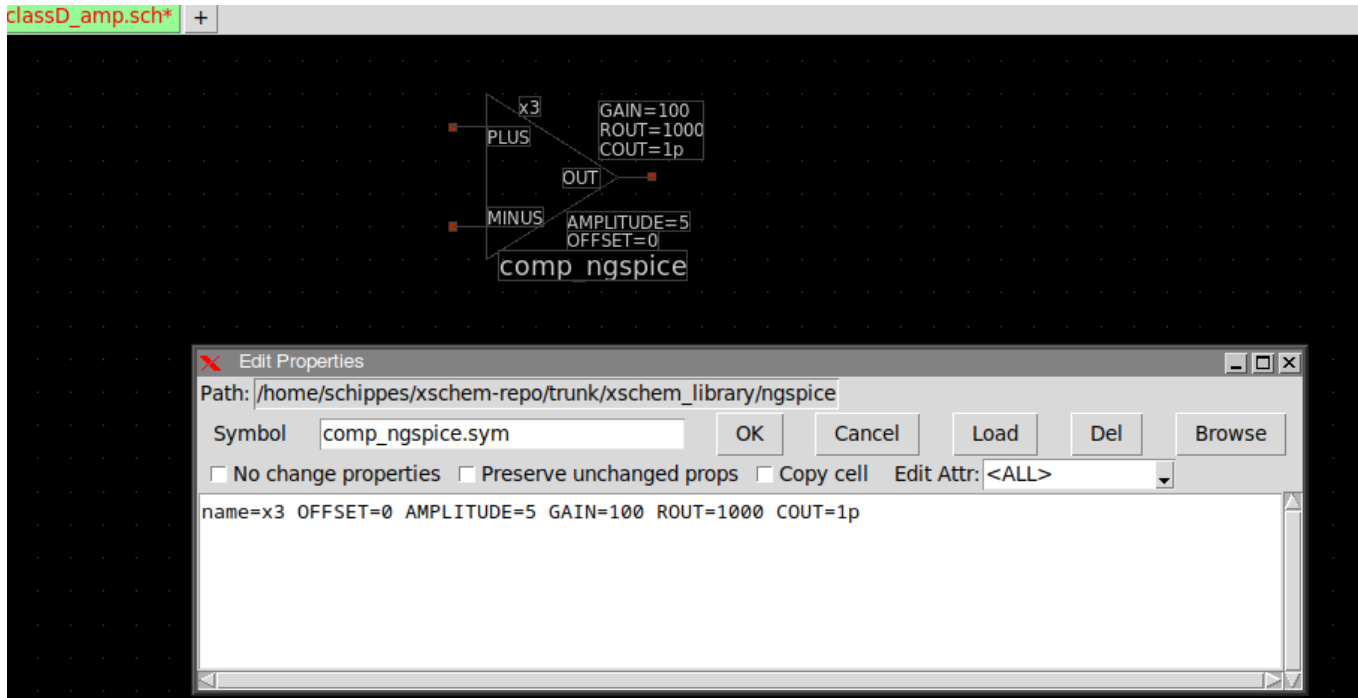 classD_amp.sch* +
x3
GAIN=100
ROUT=1000
COUT=1p
PLUS
OUT
MINUS
AMPLITUDE=5
OFFSET=0
comp_ngspice
Edit Properties
Path: /home/schippes/xschem-repo/trunk/xschem_library/ngspice
Symbol comp_ngspice.sym OK Cancel Load Del Browse
No change properties Preserve unchanged props Copy cell Edit Attr: <ALL>
name=x3 OFFSET=0 AMPLITUDE=5 GAIN=100 ROUT=1000 COUT=1p